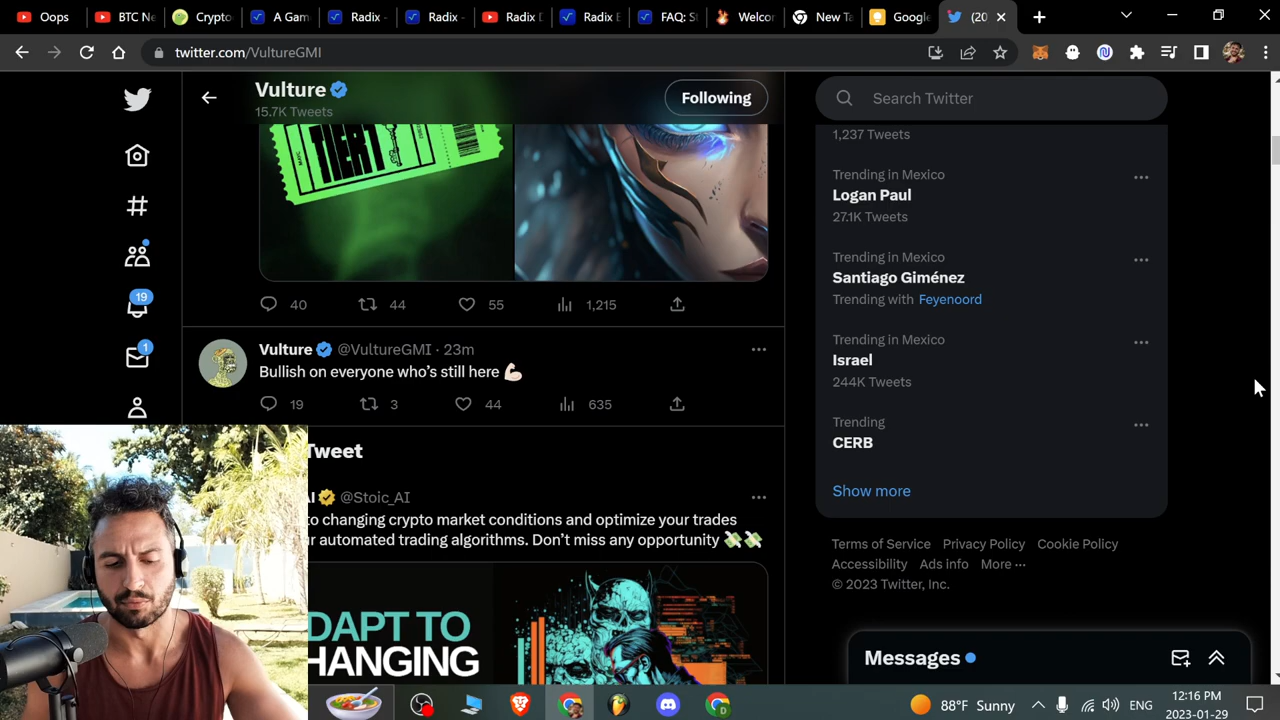 Oops
BTC Ne
Crypto
A Gam
Radix -
Radix -
Radix D
Radix E
FAQ: St
Welcor
New Ta
Google
(20
twitter.com/VultureGMI
Vulture
15.7K Tweets
Following
Search Twitter
TIER1
1,237 Tweets
Trending in Mexico
Logan Paul
27.1K Tweets
Trending in Mexico
Santiago Giménez
Trending with Feyenoord
Trending in Mexico
Israel
244K Tweets
Trending
CERB
Show more
40 44 55 1,215
19
1
Vulture @VultureGMI · 23m
Bullish on everyone who's still here 💪🏻
19 3 44 635
Tweet
I @Stoic_AI
to changing crypto market conditions and optimize your trades
r automated trading algorithms. Don't miss any opportunity 💸💸
DAPT TO
HANGING
Terms of Service Privacy Policy Cookie Policy
Accessibility Ads info More ···
© 2023 Twitter, Inc.
Messages
88°F Sunny
ENG
12:16 PM
2023-01-29